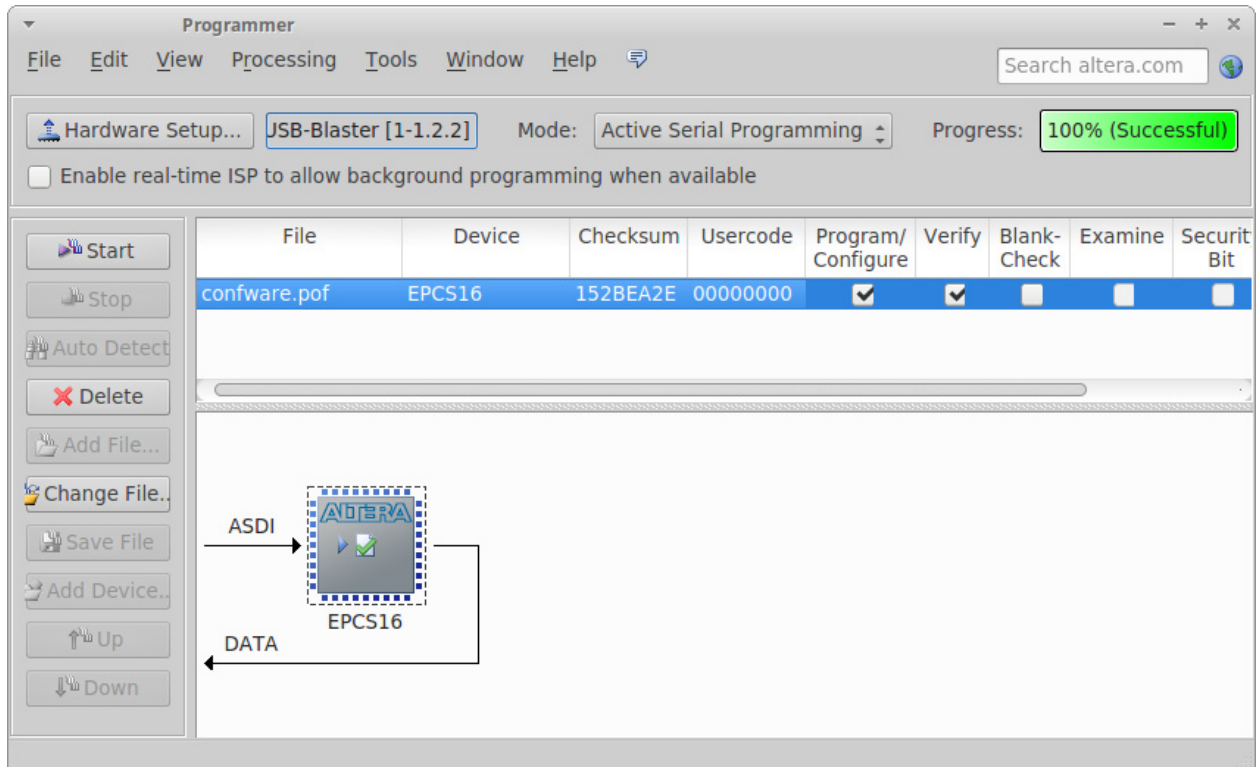 Programmer
File Edit View Processing Tools Window Help
Search altera.com
Hardware Setup... JSB-Blaster [1-1.2.2] Mode: Active Serial Programming Progress: 100% (Successful)
Enable real-time ISP to allow background programming when available
Start
Stop
Auto Detect
Delete
Add File...
Change File..
Save File
Add Device..
Up
Down
File Device Checksum Usercode Program/ Verify Blank- Examine Securit
Configure Check Bit
confware.pof EPCS16 152BEA2E 00000000
ALTERA
ASDI
EPCS16
DATA